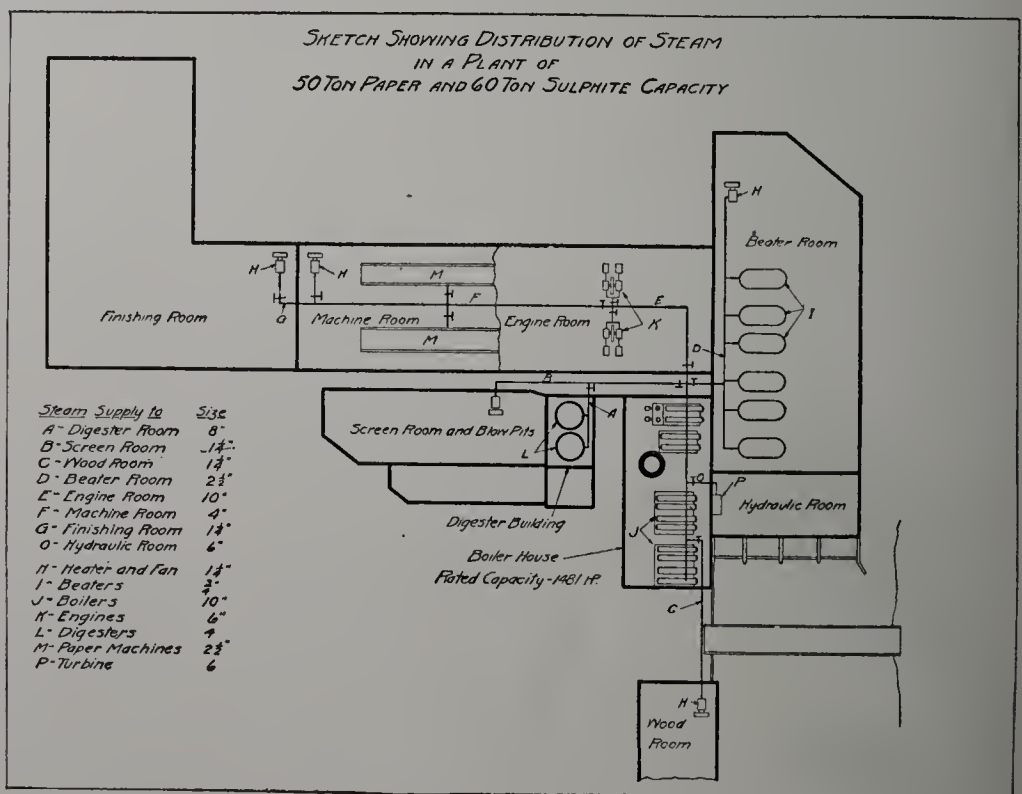 SKETCH SHOWING DISTRIBUTION OF STEAM
IN A PLANT OF
50 TON PAPER AND 60 TON SULPHITE CAPACITY
H
Beater Room
H
H
M
F
E
K
I
Finishing Room
G
Machine Room
Engine Room
M
D
B
A
Screen Room and Blow Pits
L
Digester Building
J
O
P
Hydraulic Room
Boiler House
Rated Capacity-1481 HP.
C
H
Wood
Room
Steam Supply to Size
A-Digester Room 8"
B-Screen Room 1¼"
C-Wood Room 1¼"
D-Beater Room 2½"
E-Engine Room 10"
F-Machine Room 4"
G-Finishing Room 1¼"
O-Hydraulic Room 6"
H-Heater and Fan 1¼"
I-Beaters ¾"
J-Boilers 10"
K-Engines 6"
L-Digesters 4
M-Paper Machines 2½"
P-Turbine 6